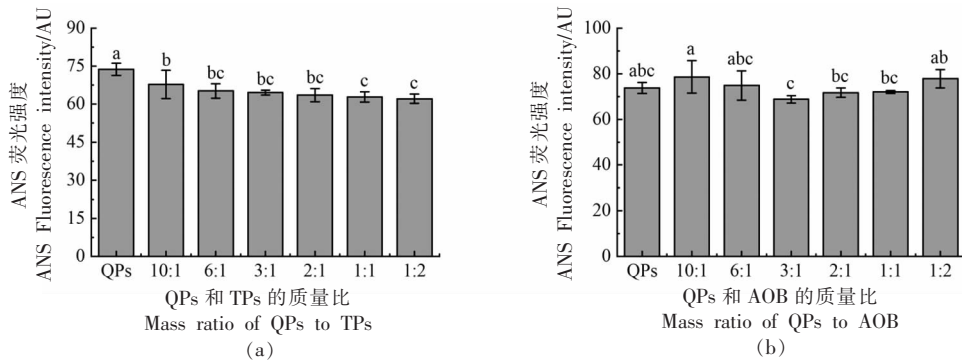 ANS 荧光强度
ANS Fluorescence intensity/AU
90
75
60
45
30
15
0
a
b
bc
bc
bc
c
c
QPs
10:1
6:1
3:1
2:1
1:1
1:2
QPs 和 TPs 的质量比
Mass ratio of QPs to TPs
(a)
ANS 荧光强度
ANS Fluorescence intensity/AU
100
80
60
40
20
0
abc
a
abc
c
bc
bc
ab
QPs
10:1
6:1
3:1
2:1
1:1
1:2
QPs 和 AOB 的质量比
Mass ratio of QPs to AOB
(b)